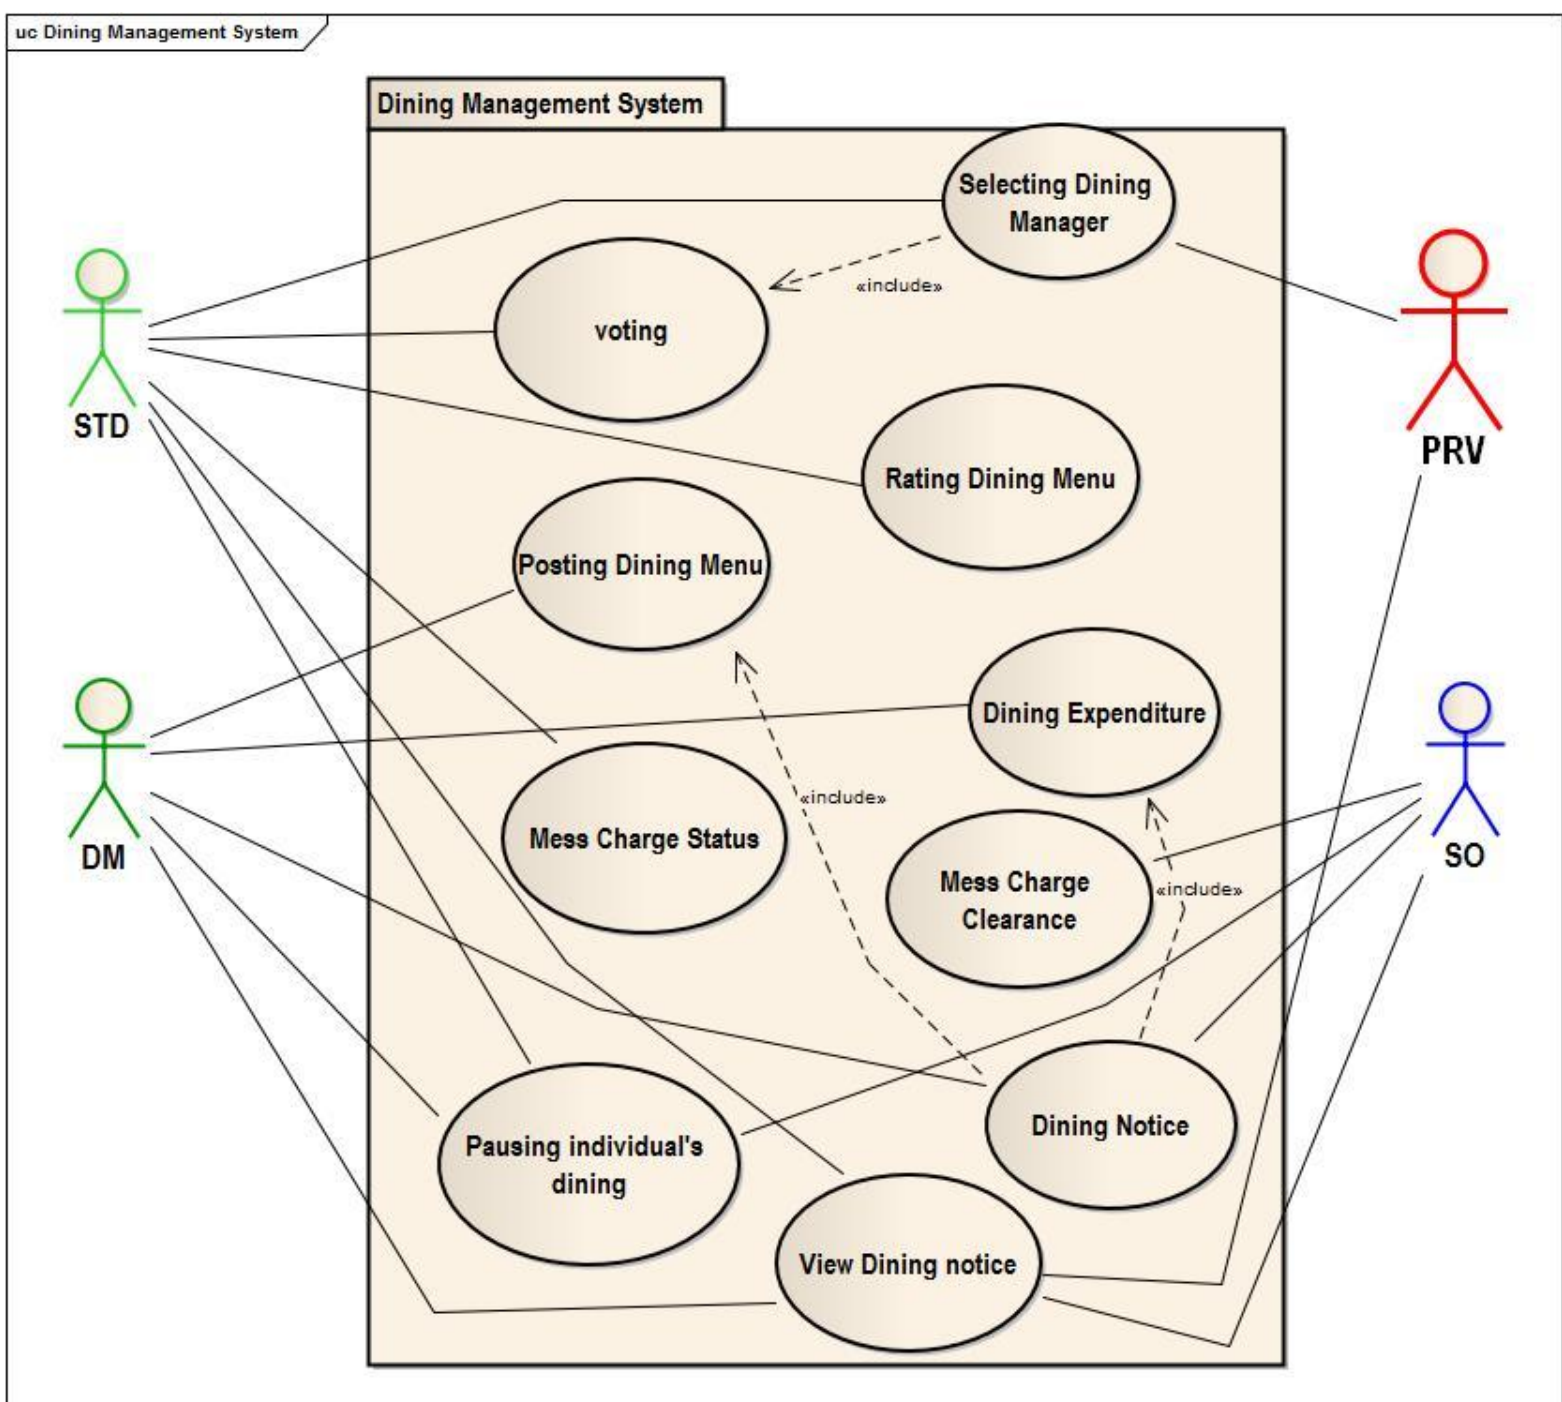 uc Dining Management System
Dining Management System
Selecting Dining
Manager
«include»
voting
STD
PRV
Rating Dining Menu
Posting Dining Menu
Dining Expenditure
«include»
Mess Charge Status
DM
SO
Mess Charge
Clearance
«include»
Dining Notice
Pausing individual's
dining
View Dining notice